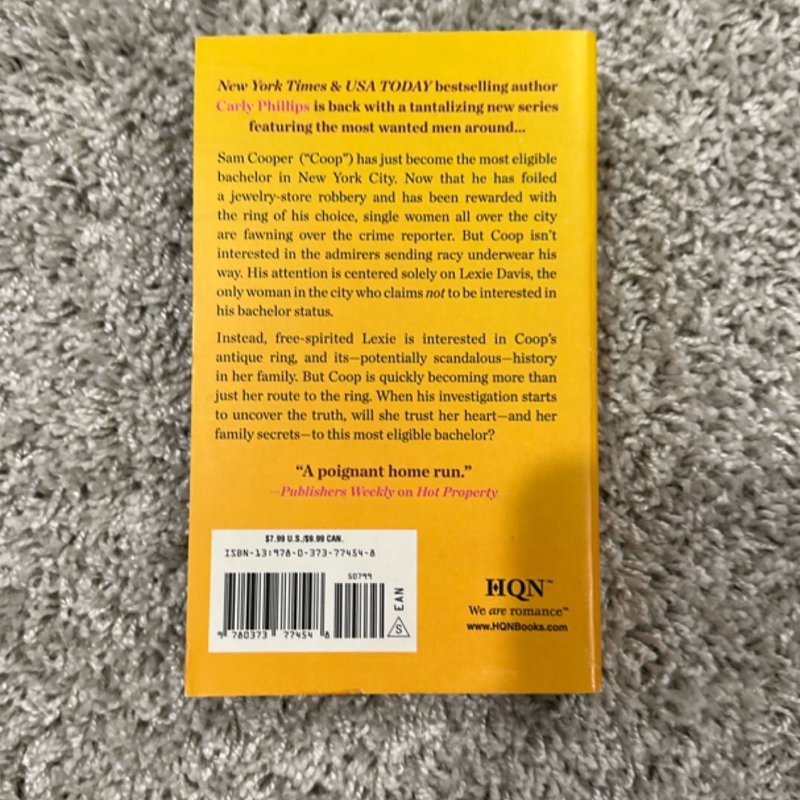 New York Times & USA TODAY bestselling author
Carly Phillips is back with a tantalizing new series
featuring the most wanted men around...
Sam Cooper ("Coop") has just become the most eligible
bachelor in New York City. Now that he has foiled
a jewelry-store robbery and has been rewarded with
the ring of his choice, single women all over the city
are fawning over the crime reporter. But Coop isn't
interested in the admirers sending racy underwear his
way. His attention is centered solely on Lexie Davis, the
only woman in the city who claims not to be interested in
his bachelor status.
Instead, free-spirited Lexie is interested in Coop's
antique ring, and its—potentially scandalous—history
in her family. But Coop is quickly becoming more than
just her route to the ring. When his investigation starts
to uncover the truth, will she trust her heart—and her
family secrets—to this most eligible bachelor?
"A poignant home run."
—Publishers Weekly on Hot Property
$7.99 U.S./$9.99 CAN.
ISBN-13:978-0-373-77454-8
50799
EAN
S
9 780373 77454 8
HQN™
We are romance™
www.HQNBooks.com